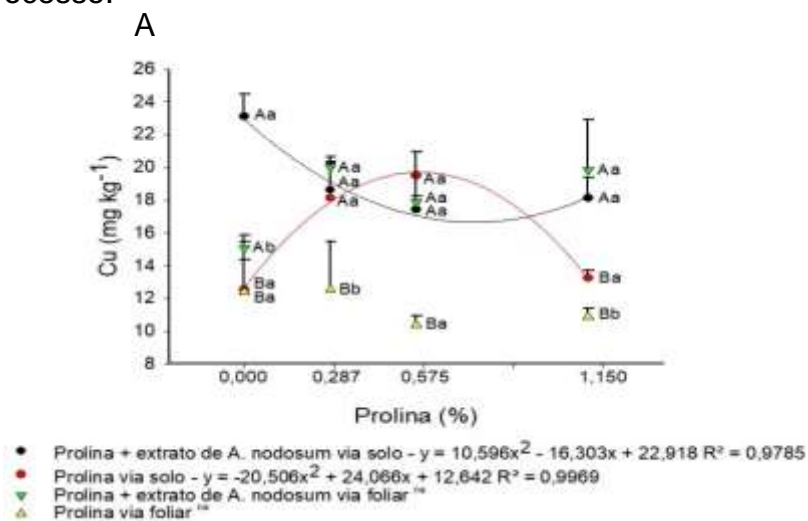 A
26
24
22
20
18
16
14
12
10
8
Cu (mg kg⁻¹)
Aa
Ab
Ba
Ba
Aa
Aa
Aa
Bb
Aa
Aa
Aa
Ba
Aa
Aa
Ba
Bb
0,000 0,287 0,575 1,150
Prolina (%)
Prolina + extrato de A. nodosum via solo - y = 10,596x² - 16,303x + 22,918 R² = 0,9785
Prolina via solo - y = -20,506x² + 24,066x + 12,642 R² = 0,9969
Prolina + extrato de A. nodosum via foliar
Prolina via foliar